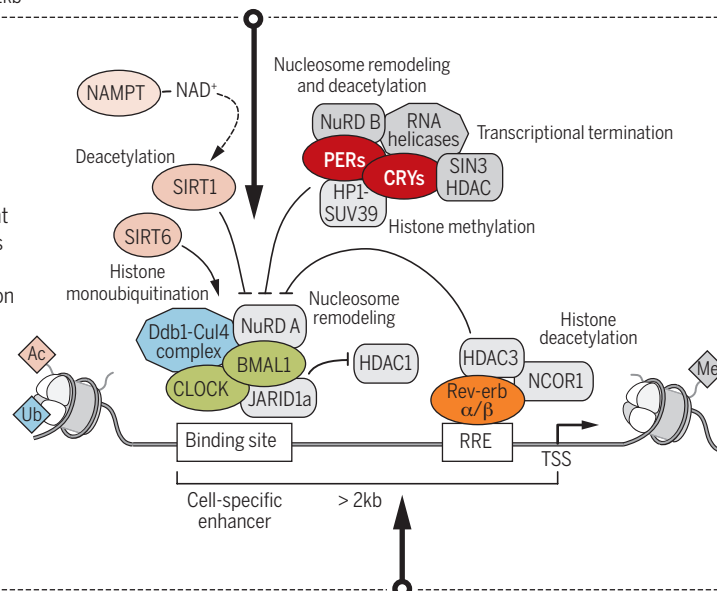 Nucleosome remodeling
and deacetylation
NAMPT
NAD+
NuRD B
RNA
helicases
Transcriptional termination
Deacetylation
PERs
CRYs
SIN3
HDAC
SIRT1
HP1-
SUV39
Histone methylation
SIRT6
Histone
monoubiquitination
Nucleosome
remodeling
Histone
deacetylation
Ddb1-Cul4
complex
NuRD A
BMAL1
HDAC1
HDAC3
NCOR1
CLOCK
JARID1a
Rev-erb
α/β
Ac
Ub
Me
Binding site
RRE
TSS
Cell-specific
enhancer
> 2kb